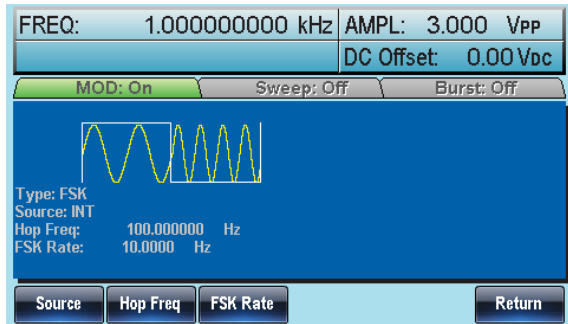 FREQ: 1.000000000 kHz AMPL: 3.000 VPP
DC Offset: 0.00 VDC
MOD: On Sweep: Off Burst: Off
Type: FSK
Source: INT
Hop Freq: 100.000000 Hz
FSK Rate: 10.0000 Hz
Source Hop Freq FSK Rate Return